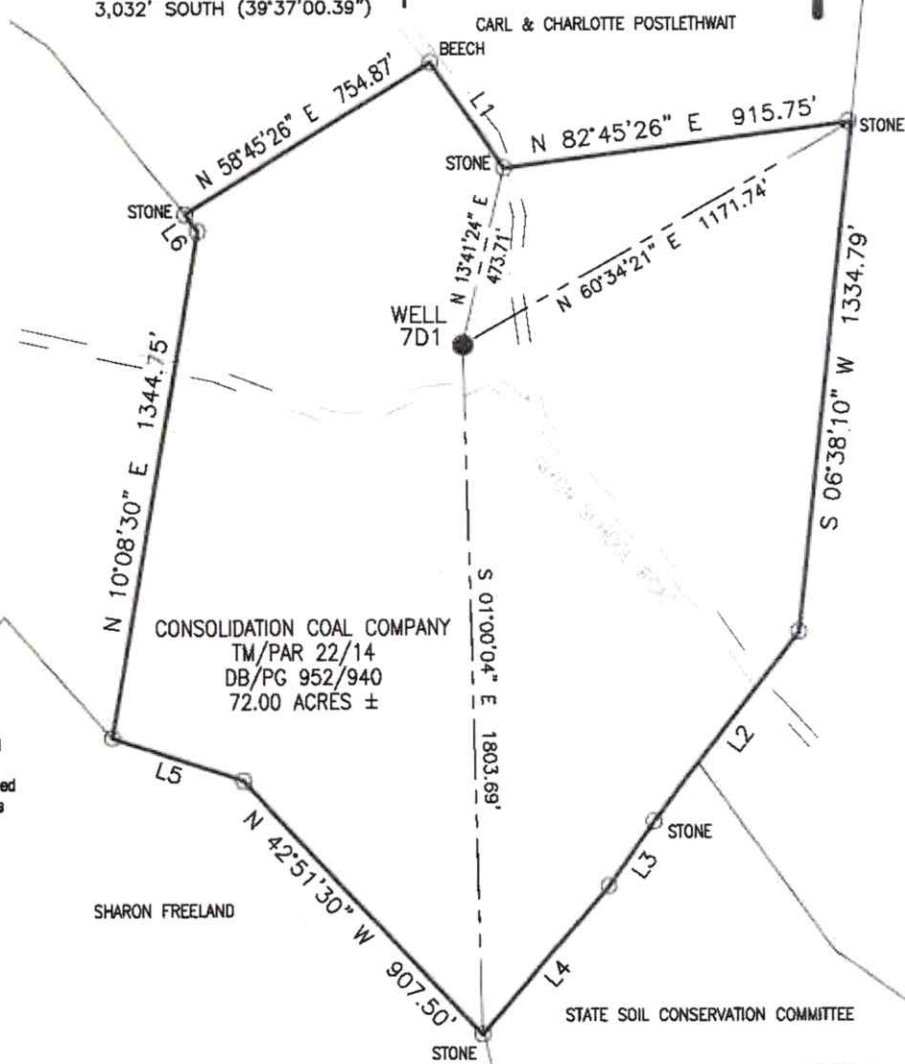 3,032' SOUTH (39°37'00.39")
CARL & CHARLOTTE POSTLETHWAIT
BEECH
N 58°45'26" E 754.87'
L1
N 82°45'26" E 915.75'
STONE
STONE
STONE
L6
N 13°41'24" E
473.71'
N 60°34'21" E 1171.74'
WELL
7D1
S 06°38'10" W 1334.79'
N 10°08'30" E 1344.75'
S 01°00'04" E 1803.69'
CONSOLIDATION COAL COMPANY
TM/PAR 22/14
DB/PG 952/940
72.00 ACRES ±
L2
L5
ed
STONE
L3
N 42°51'30" W 907.50'
SHARON FREELAND
L4
STATE SOIL CONSERVATION COMMITTEE
STONE